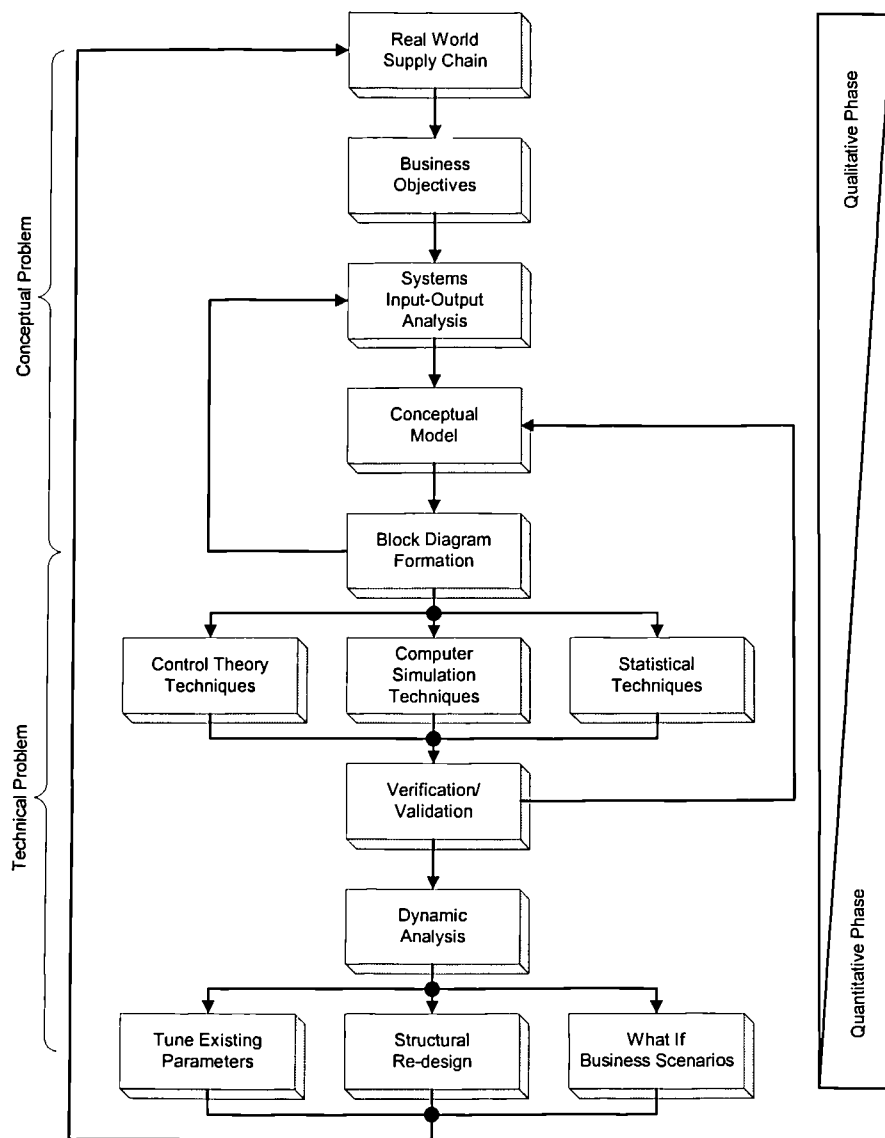 Real World
Supply Chain
Business
Objectives
Systems
Input-Output
Analysis
Conceptual
Model
Block Diagram
Formation
Control Theory
Techniques
Computer
Simulation
Techniques
Statistical
Techniques
Verification/
Validation
Dynamic
Analysis
Tune Existing
Parameters
Structural
Re-design
What If
Business Scenarios
Conceptual Problem
Technical Problem
Qualitative Phase
Quantitative Phase